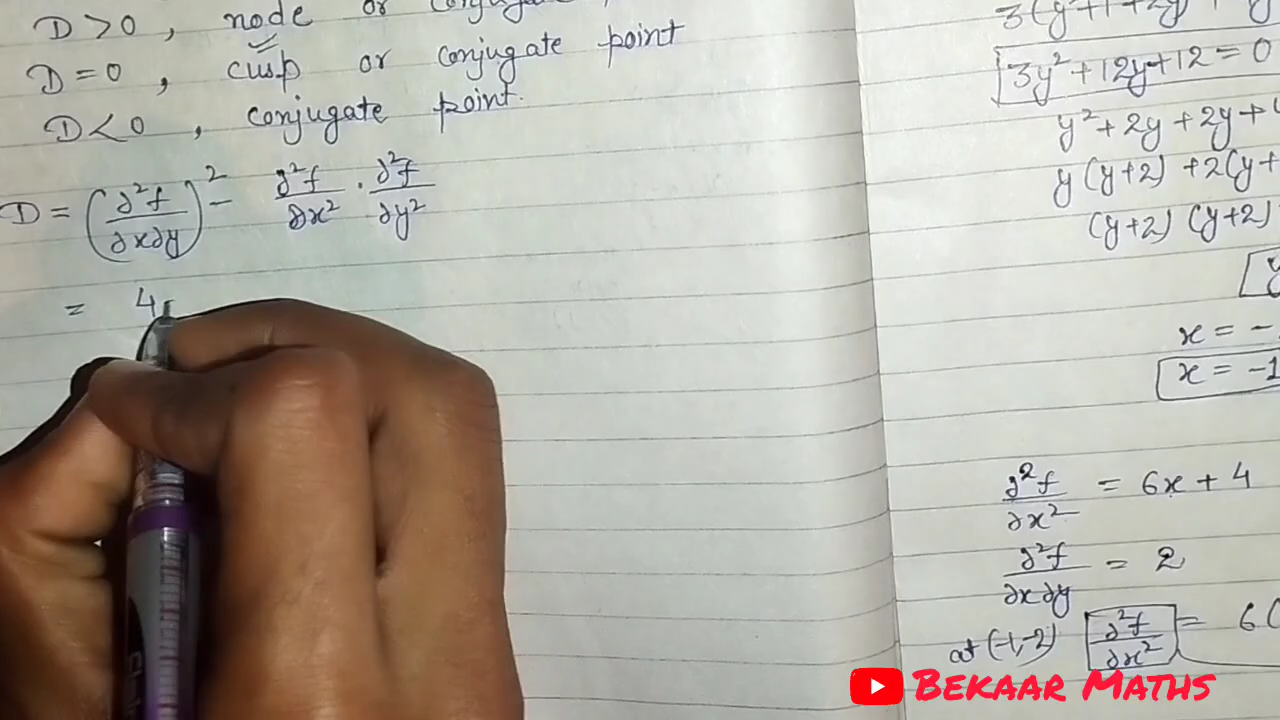 D > 0 , node or
D = 0 , cusp or conjugate point
D < 0 , conjugate point.
D = (∂²f/∂x∂y)² - ∂²f/∂x² . ∂²f/∂y²
= 4
3y² + 12y + 12 = 0
y² + 2y + 2y +
y (y+2) + 2(y+
(y+2) (y+2)
x = -
x = -1
∂²f/∂x² = 6x + 4
∂²f/∂x∂y = 2
at (-1,-2) ∂²f/∂x² = 6(
BEKAAR MATHS